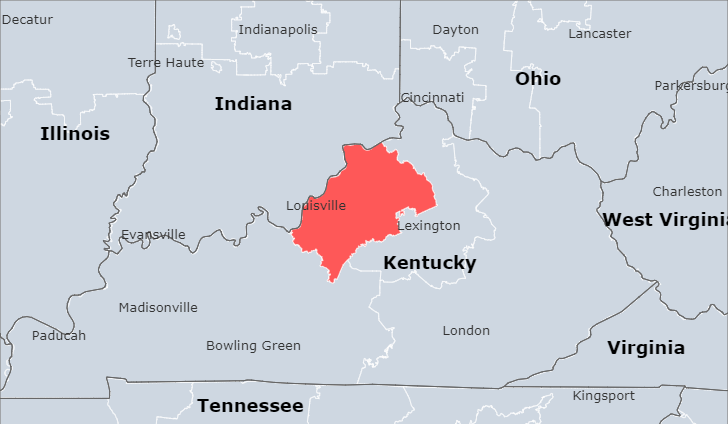 Decatur
Indianapolis
Dayton
Lancaster
Terre Haute
Ohio
Parkersburg
Cincinnati
Indiana
Illinois
Charleston
Louisville
West Virginia
Lexington
Evansville
Kentucky
Madisonville
London
Paducah
Bowling Green
Virginia
Kingsport
Tennessee